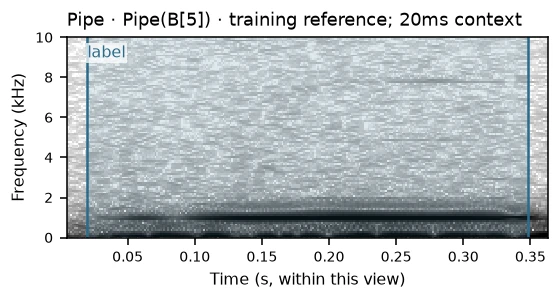 Pipe · Pipe(B[5]) · training reference; 20ms context
label
Frequency (kHz)
10
8
6
4
2
0
0.05 0.10 0.15 0.20 0.25 0.30 0.35
Time (s, within this view)